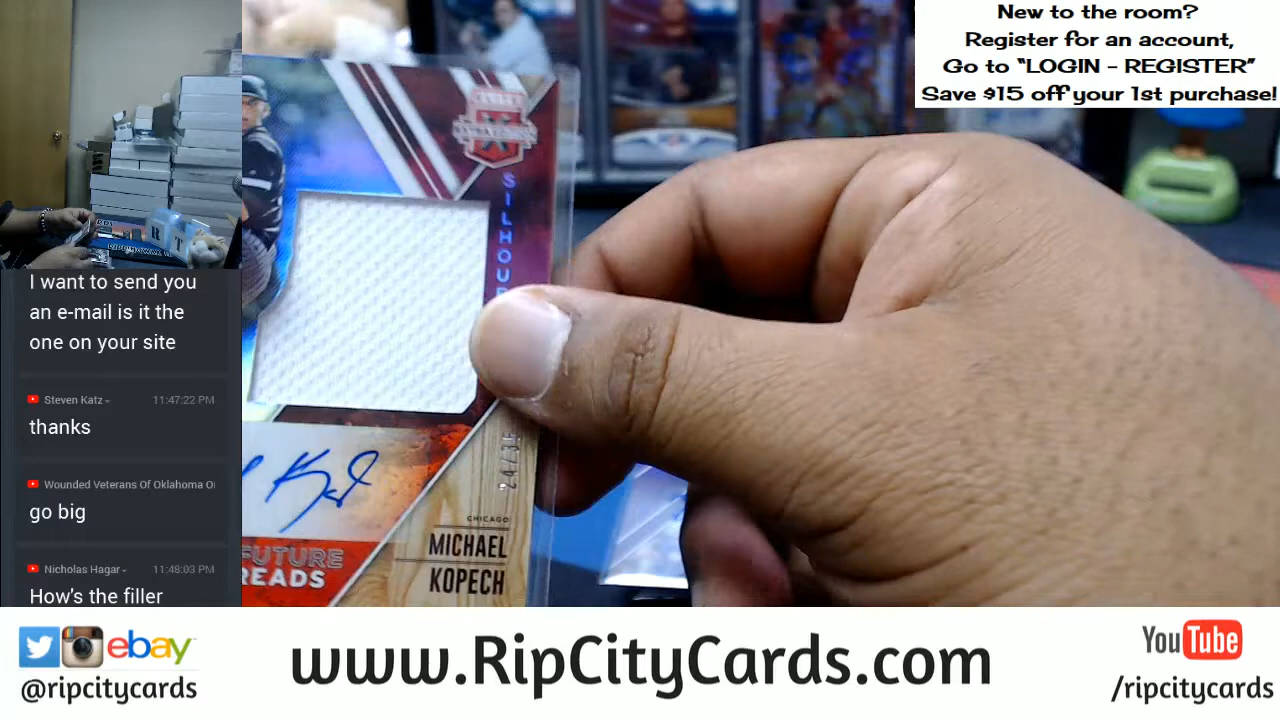 New to the room?
Register for an account,
Go to “LOGIN - REGISTER”
Save $15 off your 1st purchase!
I want to send you
an e-mail is it the
one on your site
Steven Katz 11:47:22 PM
thanks
Wounded Veterans Of Oklahoma
go big
Nicholas Hagar 11:48:03 PM
How's the filler
R T
CHICAGO
MICHAEL
KOPECH
FUTURE
ebay
@ripcitycards
www.RipCityCards.com
YouTube
/ripcitycards